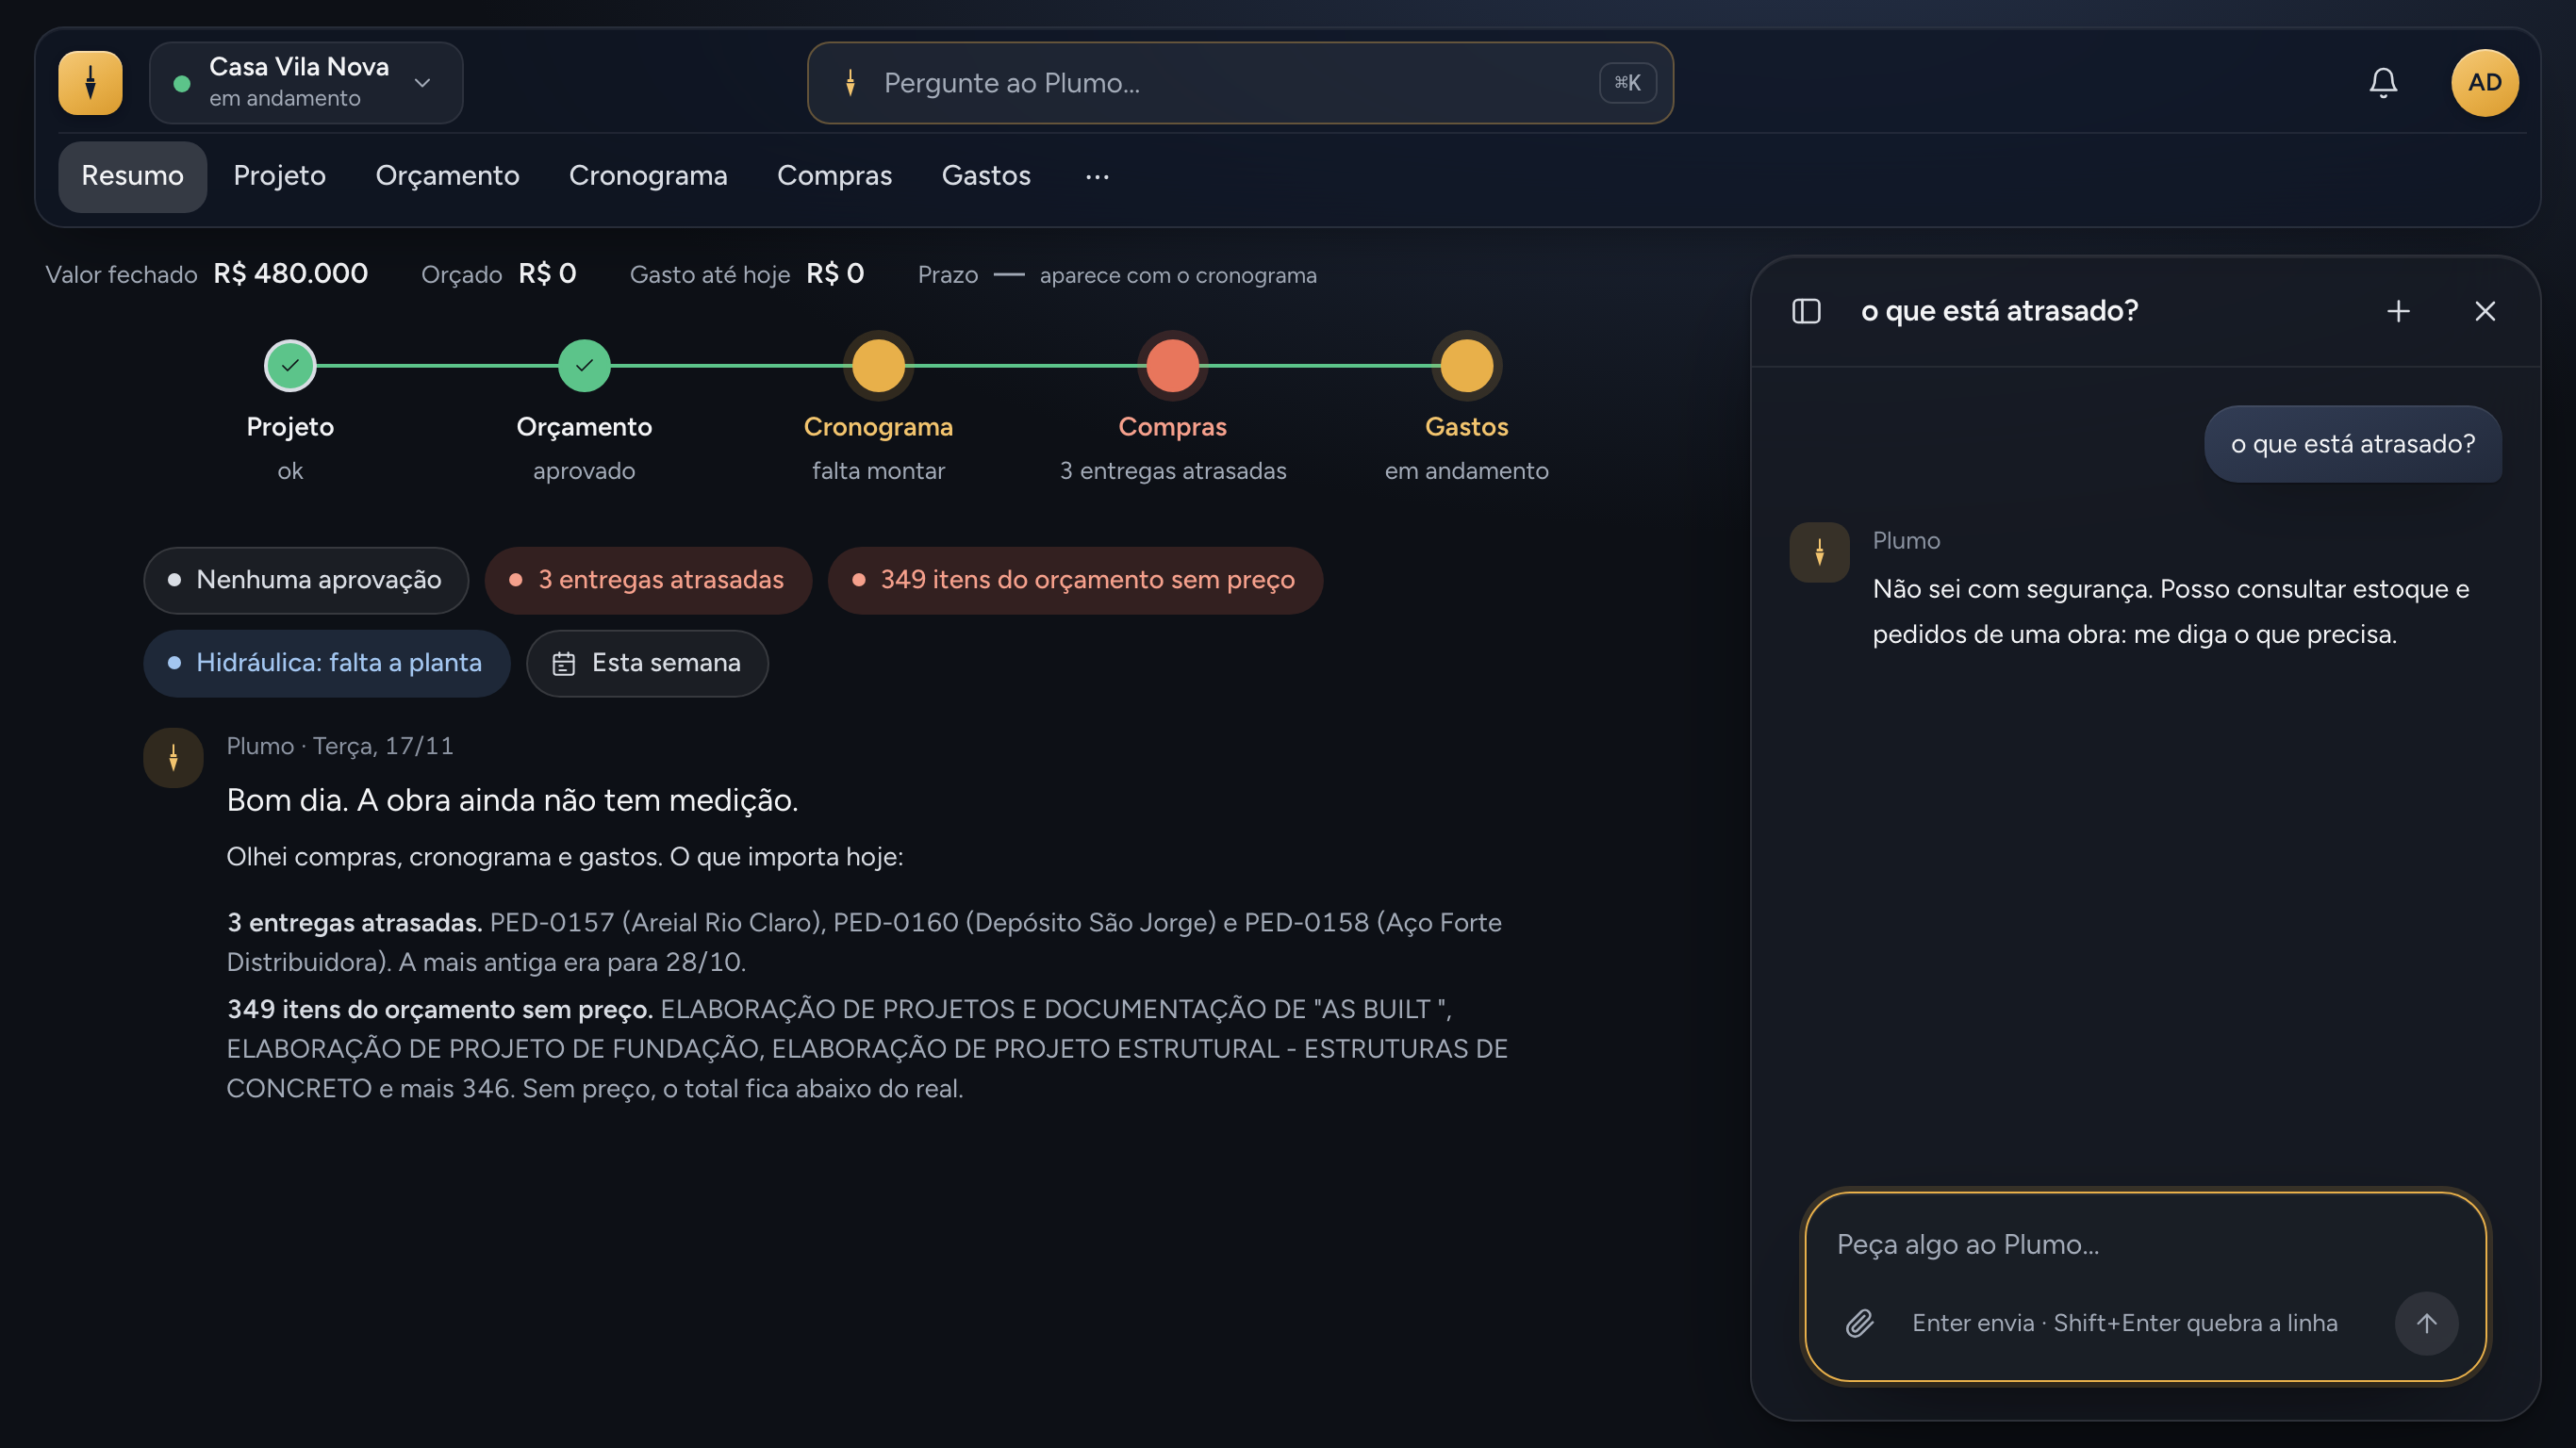 Casa Vila Nova
em andamento
Pergunte ao Plumo...
⌘K
AD
Resumo
Projeto
Orçamento
Cronograma
Compras
Gastos
...
Valor fechado R$ 480.000
Orçado R$ 0
Gasto até hoje R$ 0
Prazo — aparece com o cronograma
Projeto
ok
Orçamento
aprovado
Cronograma
falta montar
Compras
3 entregas atrasadas
Gastos
em andamento
Nenhuma aprovação
3 entregas atrasadas
349 itens do orçamento sem preço
Hidráulica: falta a planta
Esta semana
Plumo · Terça, 17/11
Bom dia. A obra ainda não tem medição.
Olhei compras, cronograma e gastos. O que importa hoje:
3 entregas atrasadas. PED-0157 (Areial Rio Claro), PED-0160 (Depósito São Jorge) e PED-0158 (Aço Forte
Distribuidora). A mais antiga era para 28/10.
349 itens do orçamento sem preço. ELABORAÇÃO DE PROJETOS E DOCUMENTAÇÃO DE "AS BUILT ",
ELABORAÇÃO DE PROJETO DE FUNDAÇÃO, ELABORAÇÃO DE PROJETO ESTRUTURAL - ESTRUTURAS DE
CONCRETO e mais 346. Sem preço, o total fica abaixo do real.
o que está atrasado?
o que está atrasado?
Plumo
Não sei com segurança. Posso consultar estoque e
pedidos de uma obra: me diga o que precisa.
Peça algo ao Plumo...
Enter envia · Shift+Enter quebra a linha